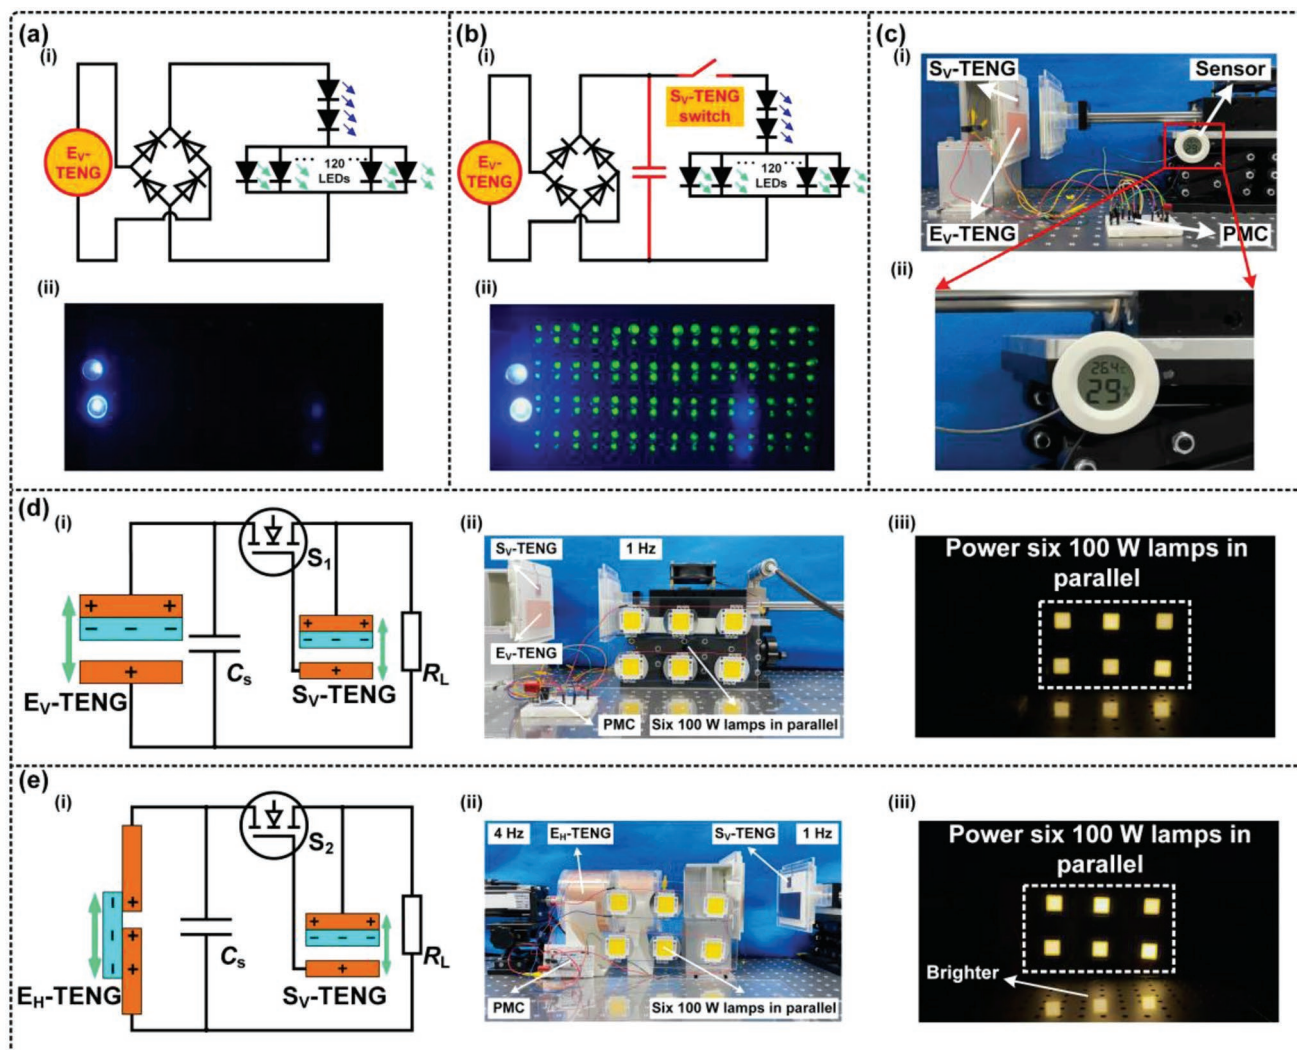 (a)
(i)
Eᵥ-
TENG
120
LEDs
(ii)
(b)
(i)
Sᵥ-TENG
switch
Eᵥ-
TENG
120
LEDs
(ii)
(c)
(i)
Sᵥ-TENG
Sensor
Eᵥ-TENG
PMC
(ii)
26.4°C
29%
(d)
(i)
+ +
− − −
+
Eᵥ-TENG
Cₛ
S₁
+ +
− −
+
Sᵥ-TENG
R_L
(ii)
Sᵥ-TENG
1 Hz
Eᵥ-TENG
PMC
Six 100 W lamps in parallel
(iii)
Power six 100 W lamps in
parallel
(e)
(i)
E_H-TENG
Cₛ
S₂
+ +
− −
+
Sᵥ-TENG
R_L
(ii)
4 Hz
E_H-TENG
Sᵥ-TENG
1 Hz
PMC
Six 100 W lamps in parallel
(iii)
Power six 100 W lamps in
parallel
Brighter